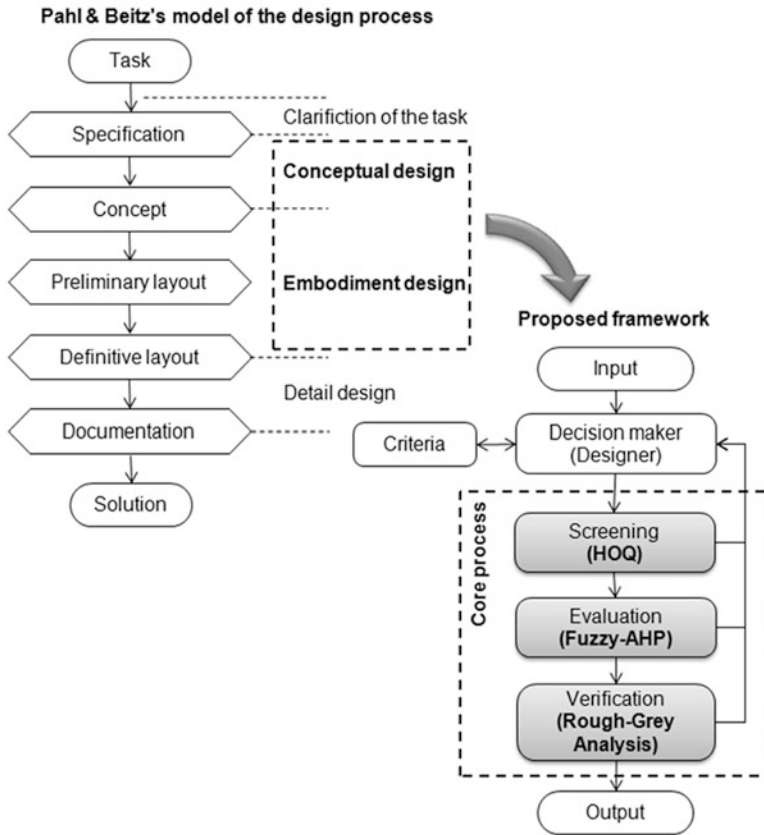 Pahl & Beitz's model of the design process
Task
Clarifiction of the task
Specification
Conceptual design
Concept
Preliminary layout
Embodiment design
Definitive layout
Detail design
Documentation
Solution
Proposed framework
Input
Criteria
Decision maker
(Designer)
Core process
Screening
(HOQ)
Evaluation
(Fuzzy-AHP)
Verification
(Rough-Grey
Analysis)
Output